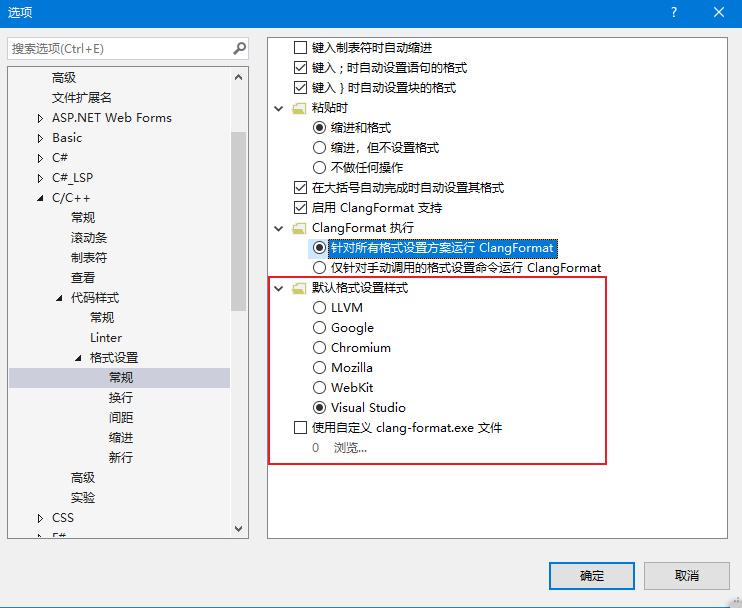 选项
搜索选项(Ctrl+E)
高级
文件扩展名
ASP.NET Web Forms
Basic
C#
C#_LSP
C/C++
常规
滚动条
制表符
查看
代码样式
常规
Linter
格式设置
常规
换行
间距
缩进
新行
高级
实验
CSS
F#
键入制表符时自动缩进
键入 ; 时自动设置语句的格式
键入 } 时自动设置块的格式
粘贴时
缩进和格式
缩进，但不设置格式
不做任何操作
在大括号自动完成时自动设置其格式
启用 ClangFormat 支持
ClangFormat 执行
针对所有格式设置方案运行 ClangFormat
仅针对手动调用的格式设置命令运行 ClangFormat
默认格式设置样式
LLVM
Google
Chromium
Mozilla
WebKit
Visual Studio
使用自定义 clang-format.exe 文件
0 浏览...
确定
取消